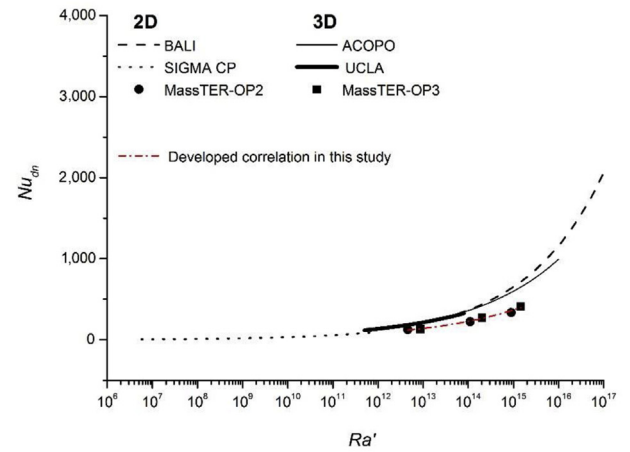 4,000
2D 3D
BALI ACOPO
SIGMA CP UCLA
MassTER-OP2 MassTER-OP3
3,000
Developed correlation in this study
2,000
1,000
0
Nu_dn
10^6 10^7 10^8 10^9 10^10 10^11 10^12 10^13 10^14 10^15 10^16 10^17
Ra'